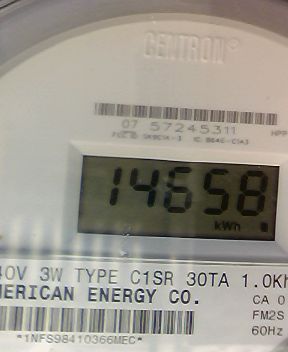 CENTRON®
07 57245311
14658
kWh
40V 3W TYPE C1SR 30TA 1.0Kh
MERICAN ENERGY CO.
CA 0
FM2S
60Hz
*1NFS98410366MEC*